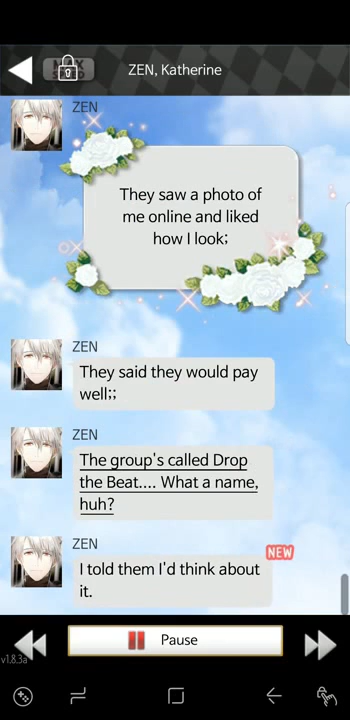 ZEN, Katherine
ZEN
They saw a photo of
me online and liked
how I look;
ZEN
They said they would pay
well;;
ZEN
The group's called Drop
the Beat.... What a name,
huh?
ZEN
NEW
I told them I'd think about
it.
Pause
v1.8.3a